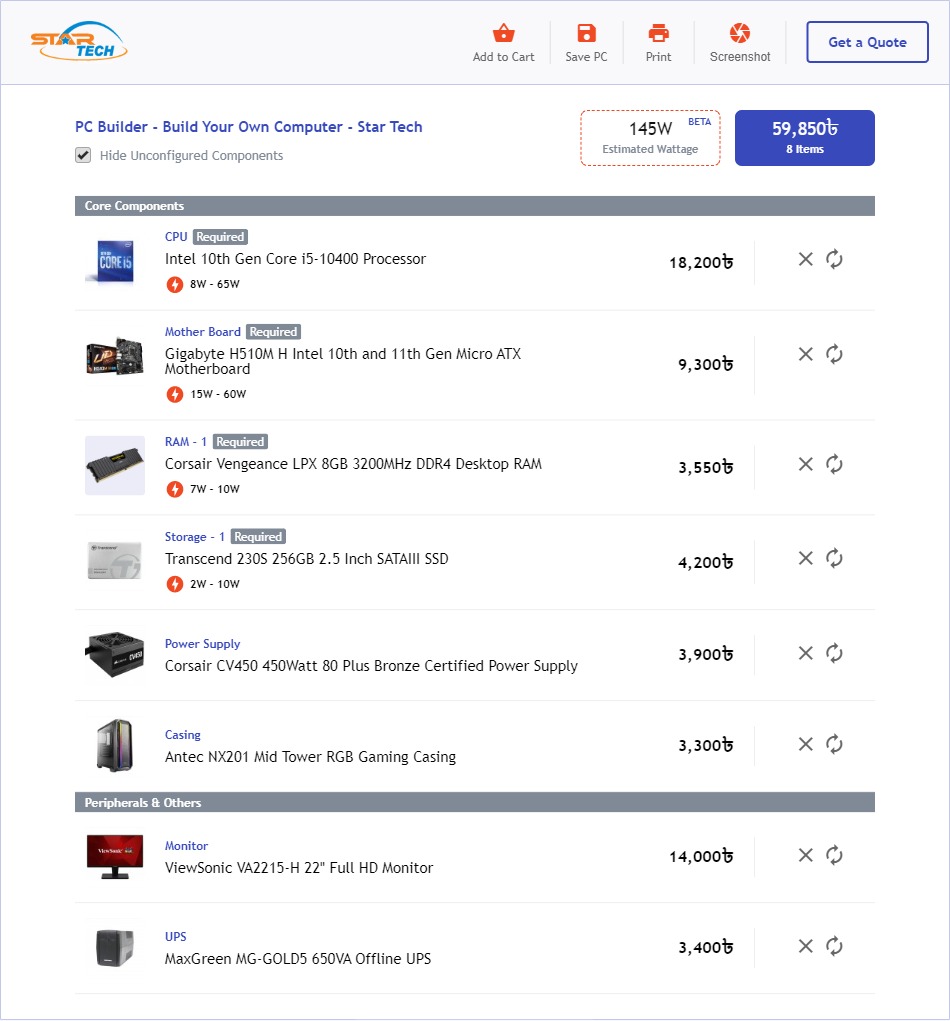 STAR
TECH
Add to Cart
Save PC
Print
Screenshot
Get a Quote
PC Builder - Build Your Own Computer - Star Tech
Hide Unconfigured Components
145W
BETA
Estimated Wattage
59,850৳
8 Items
Core Components
CPU Required
Intel 10th Gen Core i5-10400 Processor
8W - 65W
18,200৳
Mother Board Required
Gigabyte H510M H Intel 10th and 11th Gen Micro ATX
Motherboard
15W - 60W
9,300৳
RAM - 1 Required
Corsair Vengeance LPX 8GB 3200MHz DDR4 Desktop RAM
7W - 10W
3,550৳
Storage - 1 Required
Transcend 230S 256GB 2.5 Inch SATAIII SSD
2W - 10W
4,200৳
Power Supply
Corsair CV450 450Watt 80 Plus Bronze Certified Power Supply
3,900৳
Casing
Antec NX201 Mid Tower RGB Gaming Casing
3,300৳
Peripherals & Others
Monitor
ViewSonic VA2215-H 22" Full HD Monitor
14,000৳
UPS
MaxGreen MG-GOLD5 650VA Offline UPS
3,400৳